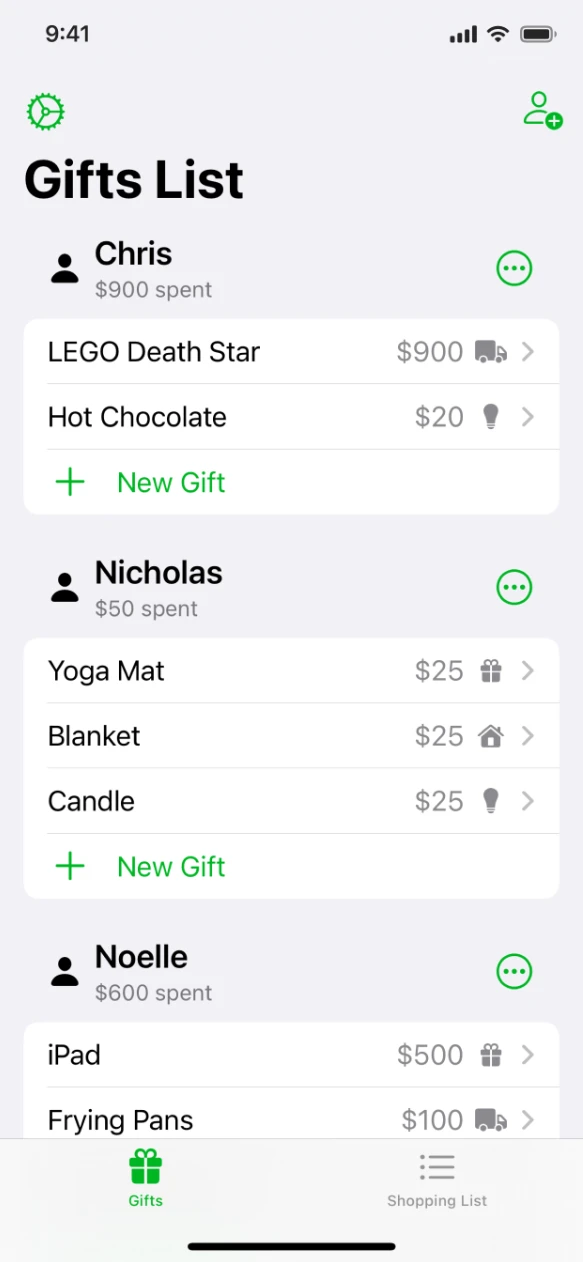 9:41
Gifts List
Chris
$900 spent
LEGO Death Star $900
Hot Chocolate $20
New Gift
Nicholas
$50 spent
Yoga Mat $25
Blanket $25
Candle $25
New Gift
Noelle
$600 spent
iPad $500
Frying Pans $100
Gifts Shopping List